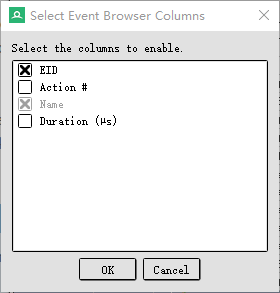 Select Event Browser Columns
Select the columns to enable.
EID
Action #
Name
Duration (μs)
OK
Cancel